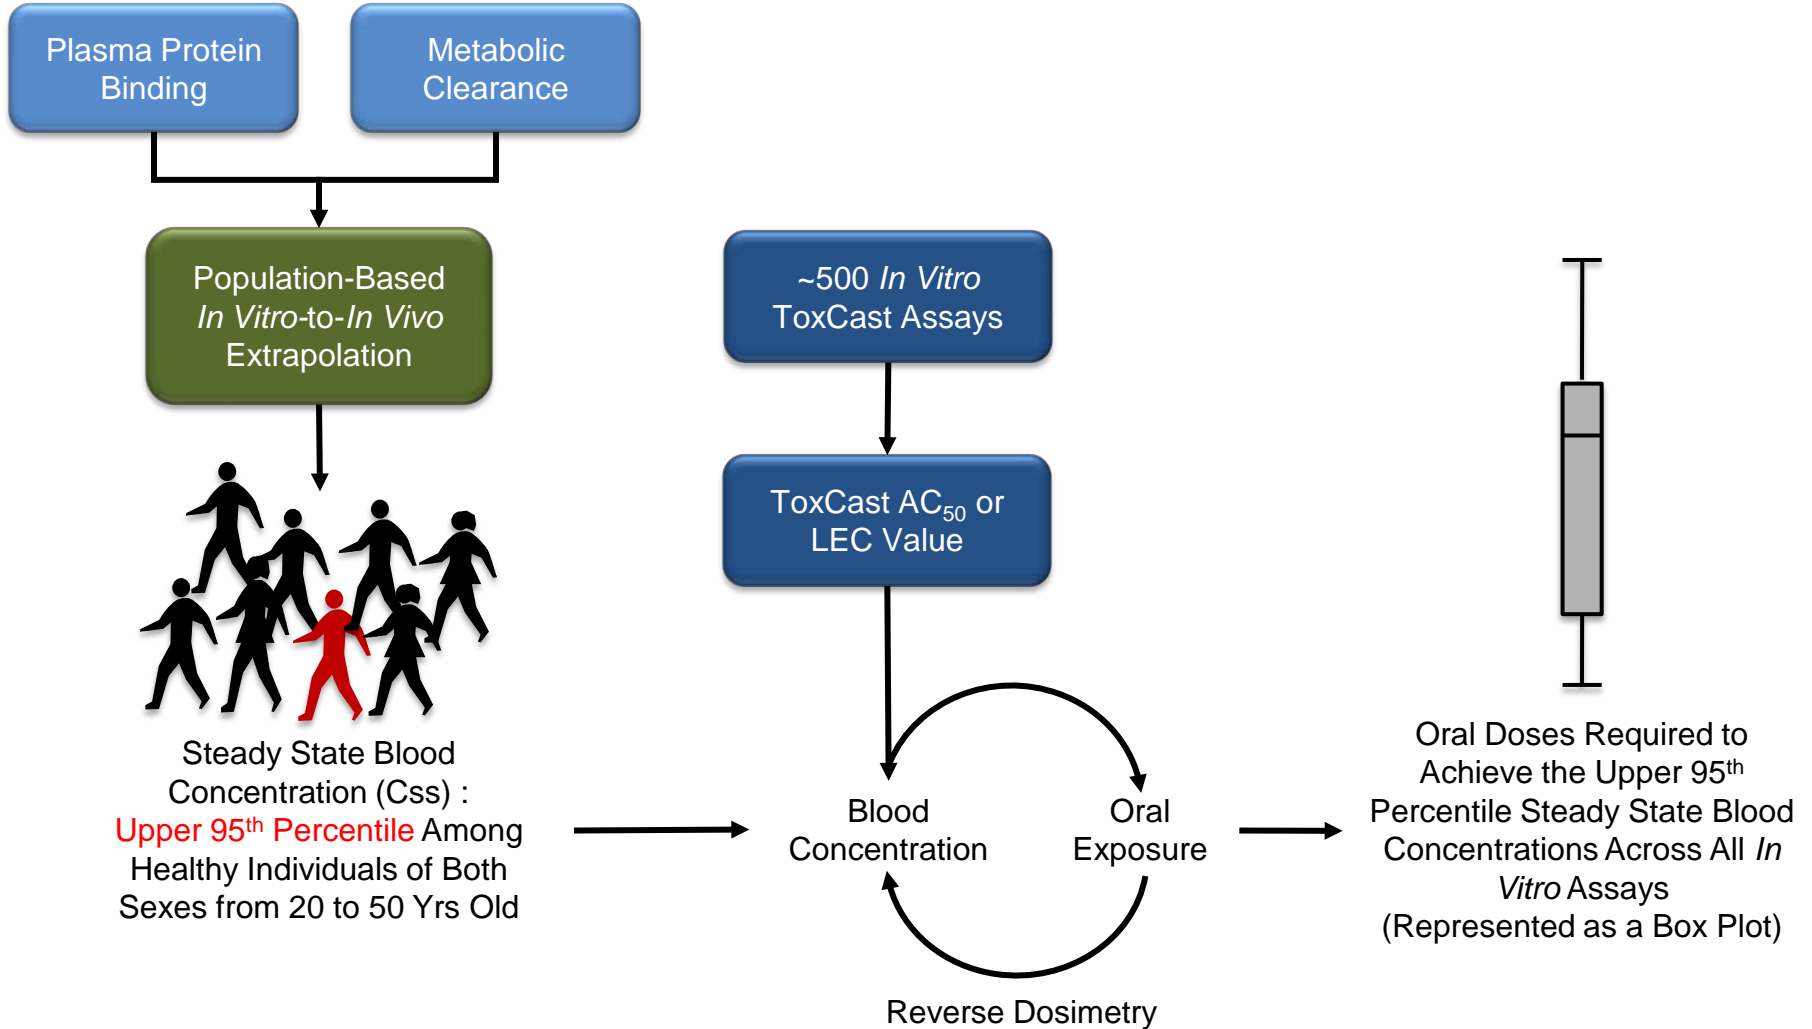 Plasma Protein
Binding
Metabolic
Clearance
Population-Based
In Vitro-to-In Vivo
Extrapolation
~500 In Vitro
ToxCast Assays
ToxCast AC50 or
LEC Value
Steady State Blood
Concentration (Css) :
Upper 95th Percentile Among
Healthy Individuals of Both
Sexes from 20 to 50 Yrs Old
Blood
Concentration
Oral
Exposure
Reverse Dosimetry
Oral Doses Required to
Achieve the Upper 95th
Percentile Steady State Blood
Concentrations Across All In
Vitro Assays
(Represented as a Box Plot)